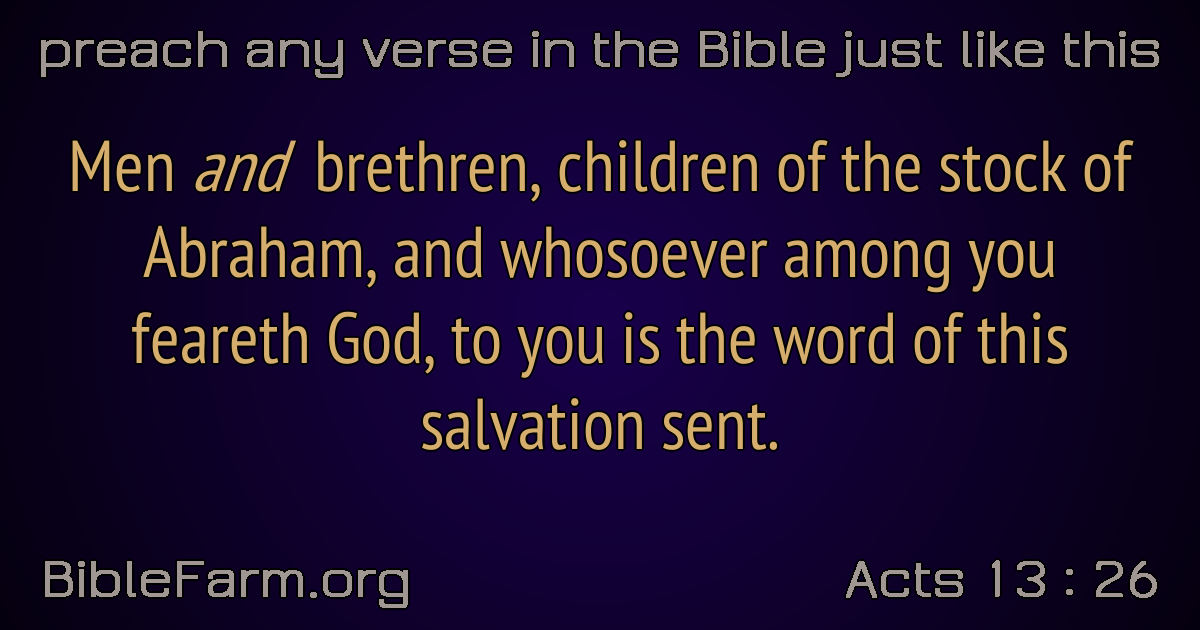 preach any verse in the Bible just like this
Men and brethren, children of the stock of
Abraham, and whosoever among you
feareth God, to you is the word of this
salvation sent.
BibleFarm.org
Acts 13 : 26